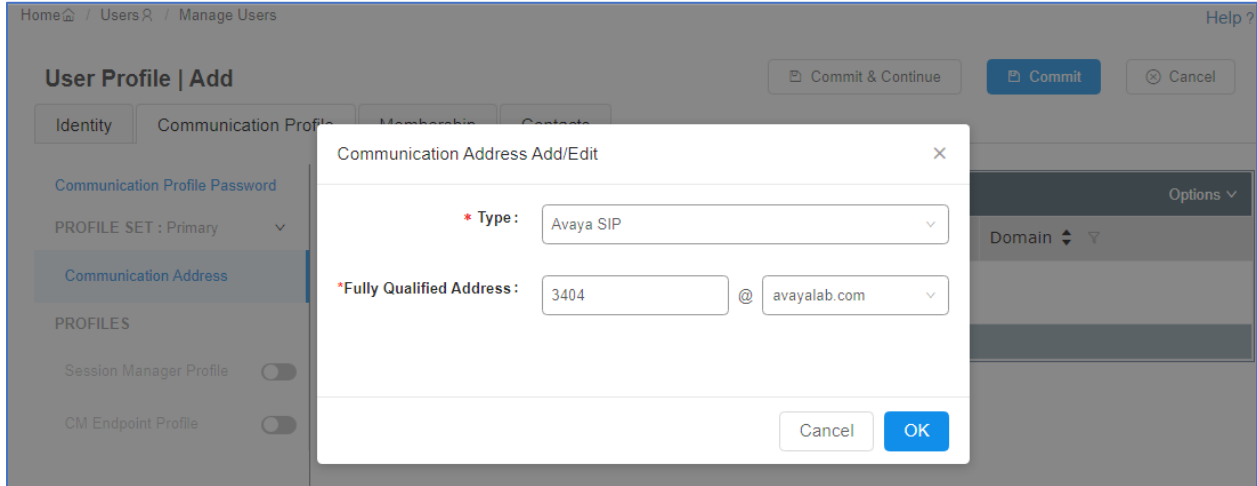 Home / Users / Manage Users
Help ?
User Profile | Add
Commit & Continue
Commit
Cancel
Identity
Communication Profile
Membership
Contacts
Communication Address Add/Edit
Communication Profile Password
Options
* Type :
Avaya SIP
PROFILE SET : Primary
Domain
Communication Address
*Fully Qualified Address :
3404 @ avayalab.com
PROFILES
Session Manager Profile
CM Endpoint Profile
Cancel
OK